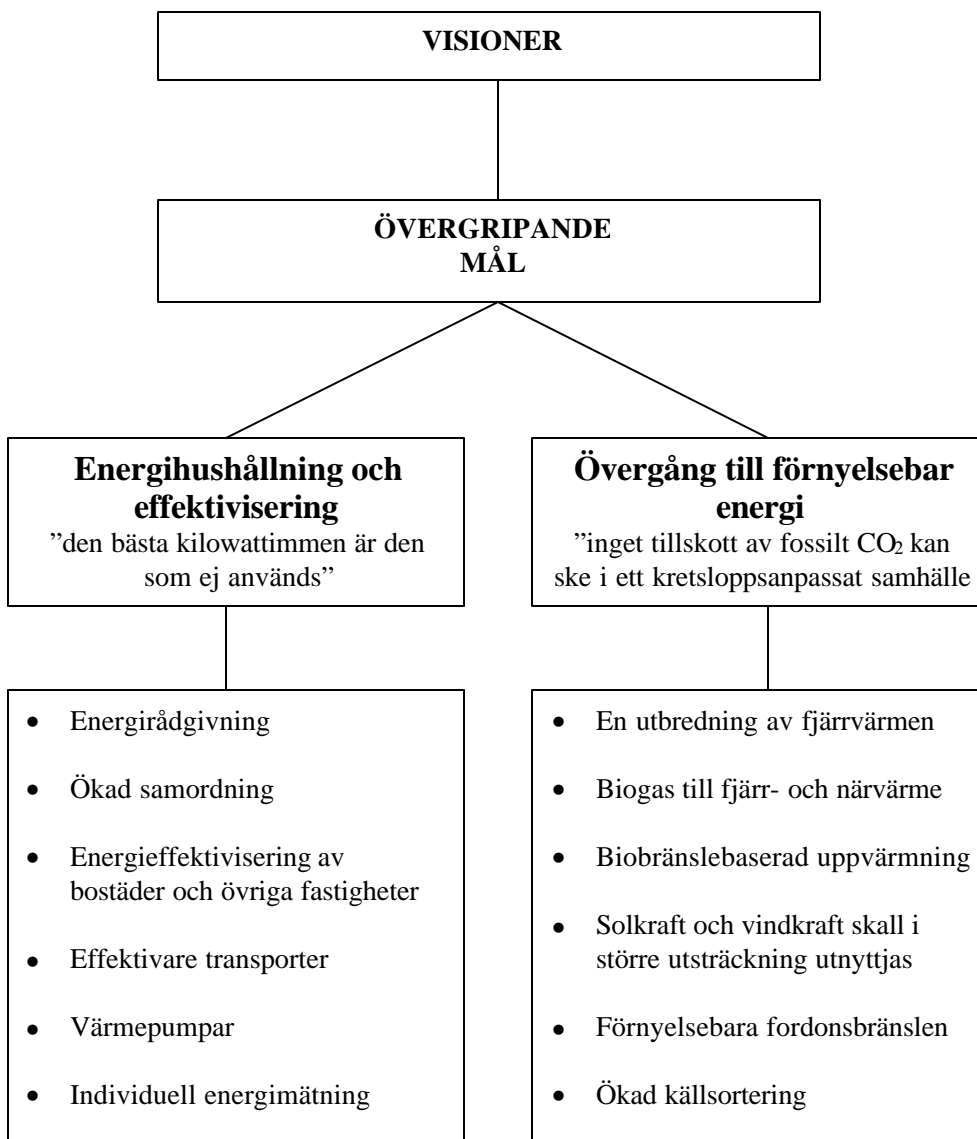 VISIONER
ÖVERGRIPANDE
MÅL
Energihushållning och
effektivisering
”den bästa kilowattimmen är den
som ej används”
Övergång till förnyelsebar
energi
”inget tillskott av fossilt CO₂ kan
ske i ett kretsloppsanpassat samhälle
• Energirådgivning
• Ökad samordning
• Energieffektivisering av
bostäder och övriga fastigheter
• Effektivare transporter
• Värmepumpar
• Individuell energimätning
• En utbredning av fjärrvärmen
• Biogas till fjärr- och närvärme
• Biobränslebaserad uppvärmning
• Solkraft och vindkraft skall i
större utsträckning utnyttjas
• Förnyelsebara fordonsbränslen
• Ökad källsortering